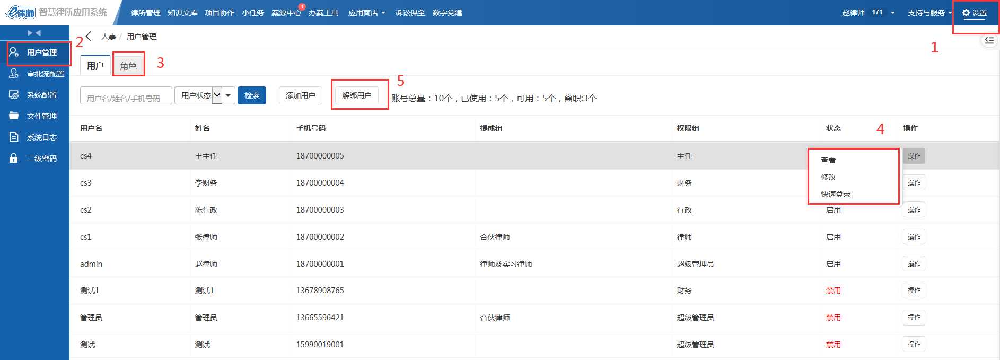 e律师 智慧律所应用系统 律所管理 知识文库 项目协作 小任务 案源中心 1 办案工具 应用商店 诉讼保全 数字党建 赵律师 171 支持与服务 设置
1
2
用户管理
审批流配置
系统配置
文件管理
系统日志
二级密码
人事 / 用户管理
用户 角色 3
用户名/姓名/手机号码 用户状态 检索 添加用户 解绑用户 5 账号总量：10个，已使用：5个，可用：5个，离职:3个
用户名 姓名 手机号码 提成组 权限组 状态 4 操作
cs4 王主任 18700000005 主任 操作
查看
修改
快速登录
cs3 李财务 18700000004 财务 操作
cs2 陈行政 18700000003 行政 启用 操作
cs1 张律师 18700000002 合伙律师 律师 启用 操作
admin 赵律师 18700000001 律师及实习律师 超级管理员 启用 操作
测试1 测试1 13678908765 财务 禁用 操作
管理员 管理员 13665596421 合伙律师 超级管理员 禁用 操作
测试 测试 15990019001 超级管理员 禁用 操作